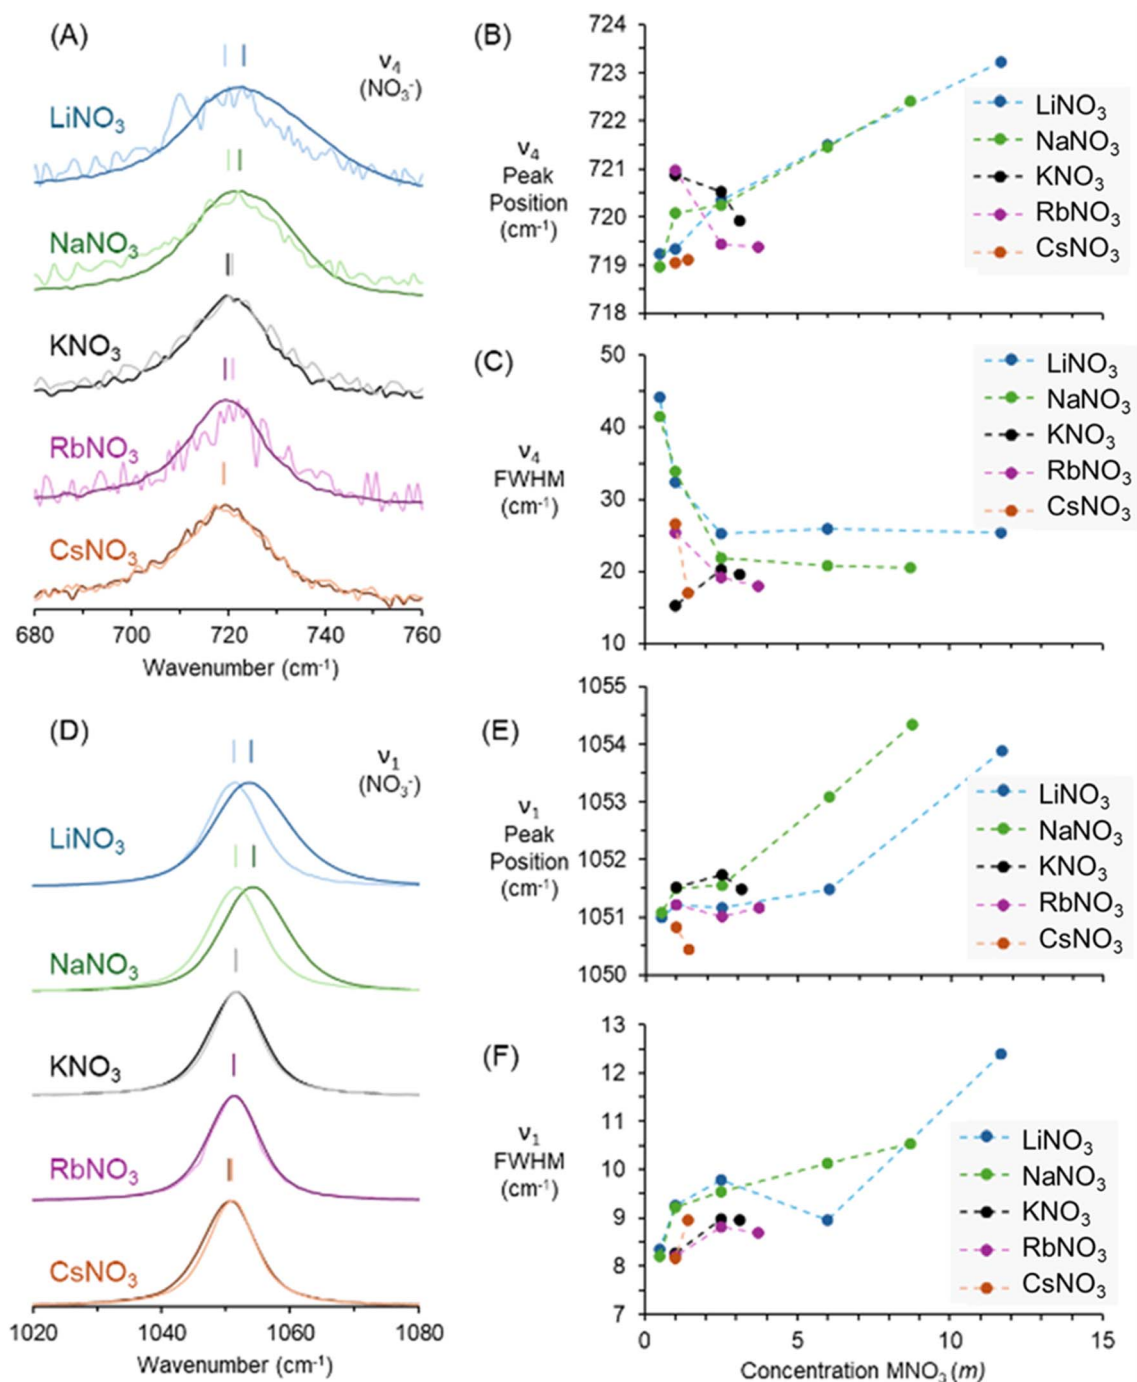 (A)
ν4
(NO3-)
LiNO3
NaNO3
KNO3
RbNO3
CsNO3
680 700 720 740 760
Wavenumber (cm-1)
(B)
724
723
722
721
720
719
718
ν4
Peak
Position
(cm-1)
LiNO3
NaNO3
KNO3
RbNO3
CsNO3
(C)
50
40
30
20
10
ν4
FWHM
(cm-1)
LiNO3
NaNO3
KNO3
RbNO3
CsNO3
(D)
ν1
(NO3-)
LiNO3
NaNO3
KNO3
RbNO3
CsNO3
1020 1040 1060 1080
Wavenumber (cm-1)
(E)
1055
1054
1053
1052
1051
1050
ν1
Peak
Position
(cm-1)
LiNO3
NaNO3
KNO3
RbNO3
CsNO3
(F)
13
12
11
10
9
8
7
ν1
FWHM
(cm-1)
LiNO3
NaNO3
KNO3
RbNO3
CsNO3
0 5 10 15
Concentration MNO3 (m)